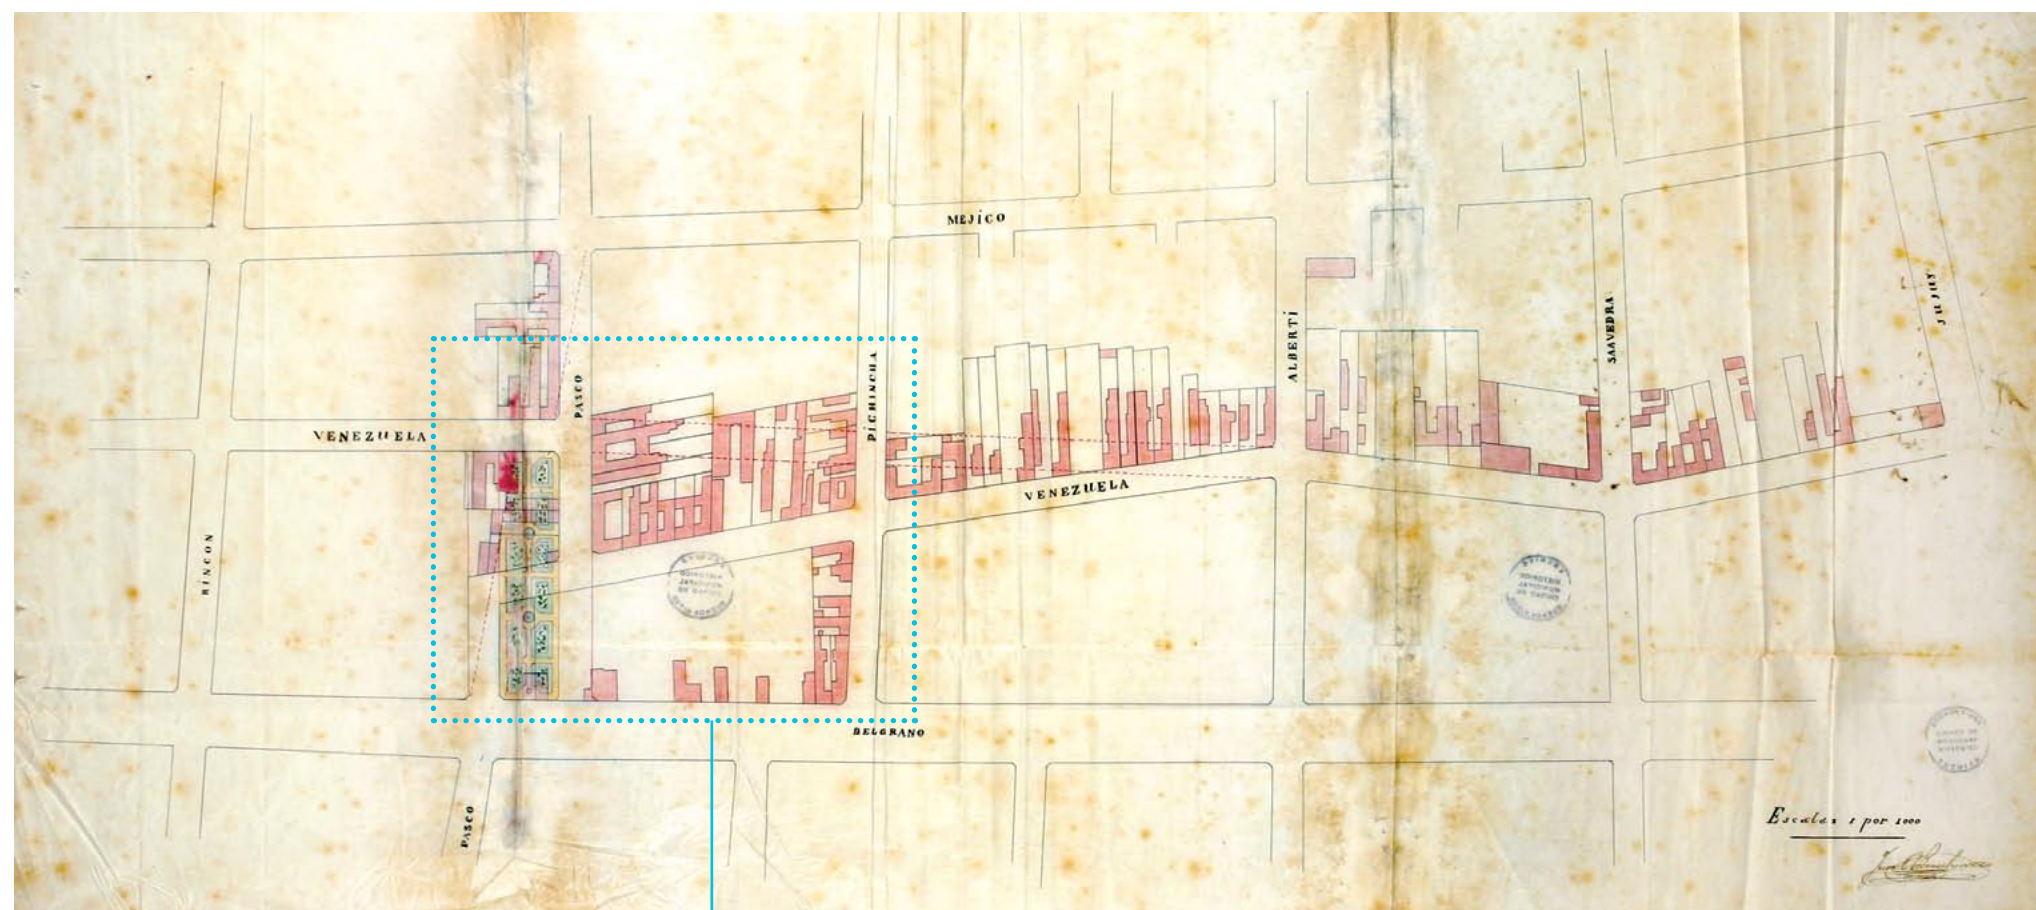 MEJiCO
JUJUY
SAAVEDRA
ALBERTi
PICHINCHA
PASCO
VENEZUELA
VENEZUELA
RiNCON
BELGRANO
PASCO
Escala 1 por 1000